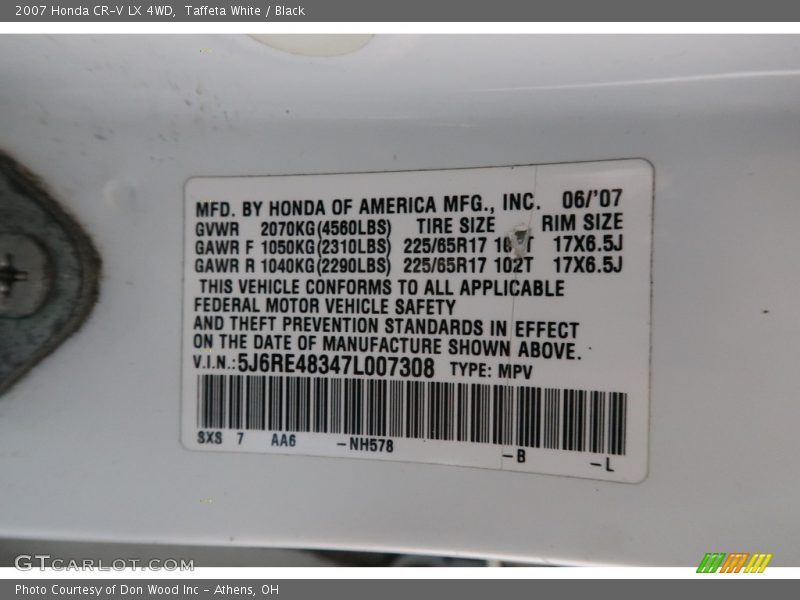 2007 Honda CR-V LX 4WD,  Taffeta White / Black
MFD. BY HONDA OF AMERICA MFG., INC. 06/'07
GVWR 2070KG(4560LBS) TIRE SIZE RIM SIZE
GAWR F 1050KG(2310LBS) 225/65R17 17X6.5J
GAWR R 1040KG(2290LBS) 225/65R17 102T 17X6.5J
THIS VEHICLE CONFORMS TO ALL APPLICABLE
FEDERAL MOTOR VEHICLE SAFETY
AND THEFT PREVENTION STANDARDS IN EFFECT
ON THE DATE OF MANUFACTURE SHOWN ABOVE.
V.I.N.:5J6RE48347L007308 TYPE: MPV
SXS 7 AA6 -NH578 -B -L
GTCARLOT.COM
Photo Courtesy of Don Wood Inc - Athens, OH